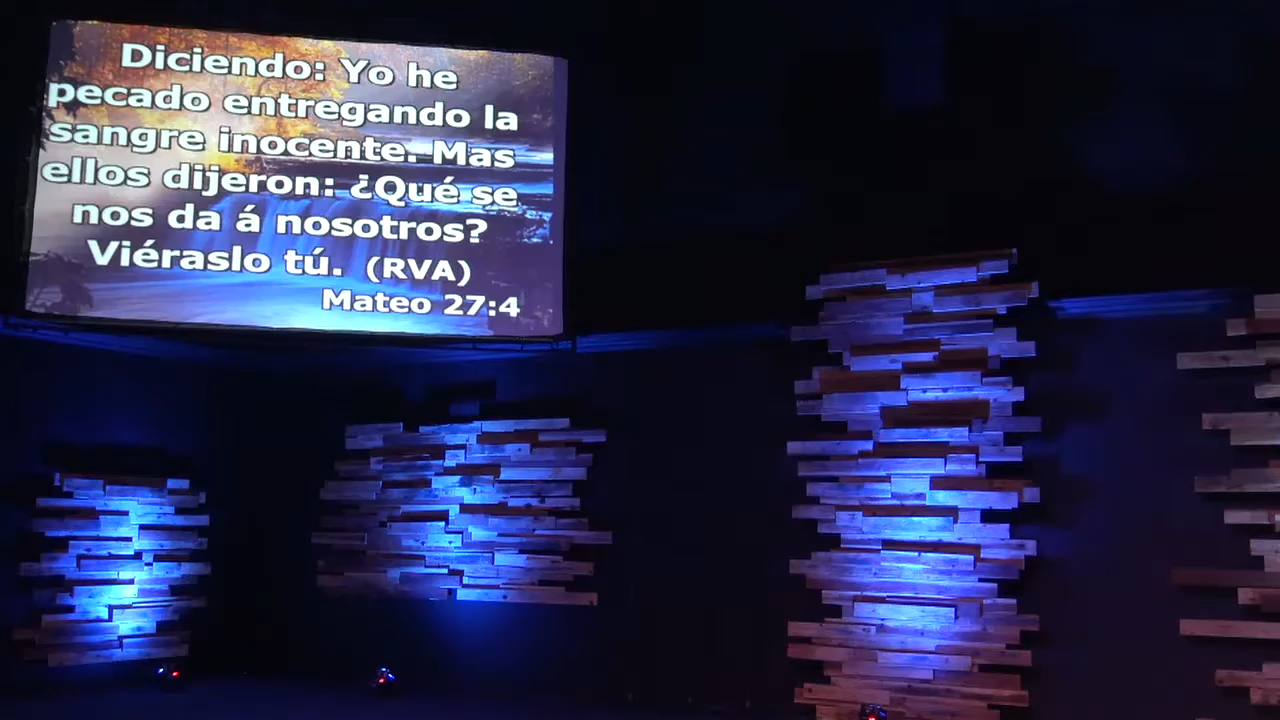 Diciendo: Yo he
pecado entregando la
sangre inocente. Mas
ellos dijeron: ¿Qué se
nos da á nosotros?
Viéraslo tú. (RVA)
Mateo 27:4